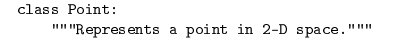 class Point:
    """Represents a point in 2-D space."""